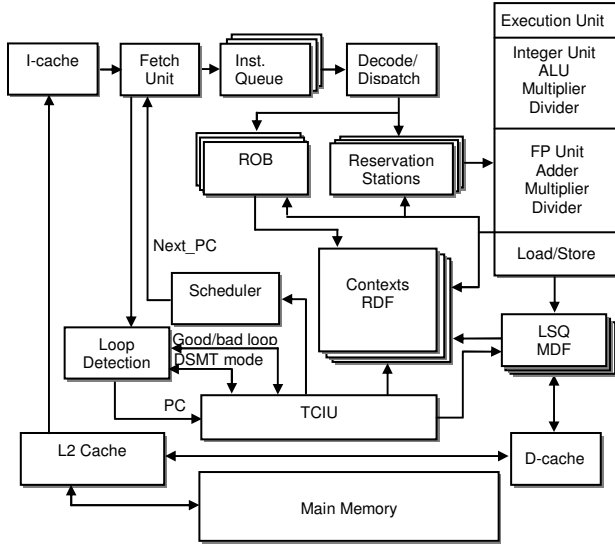 Execution Unit
I-cache
Fetch
Unit
Inst.
Queue
Decode/
Dispatch
Integer Unit
ALU
Multiplier
Divider
ROB
Reservation
Stations
FP Unit
Adder
Multiplier
Divider
Next_PC
Contexts
RDF
Load/Store
Scheduler
Loop
Detection
Good/bad loop
DSMT mode
LSQ
MDF
PC
TCIU
L2 Cache
D-cache
Main Memory